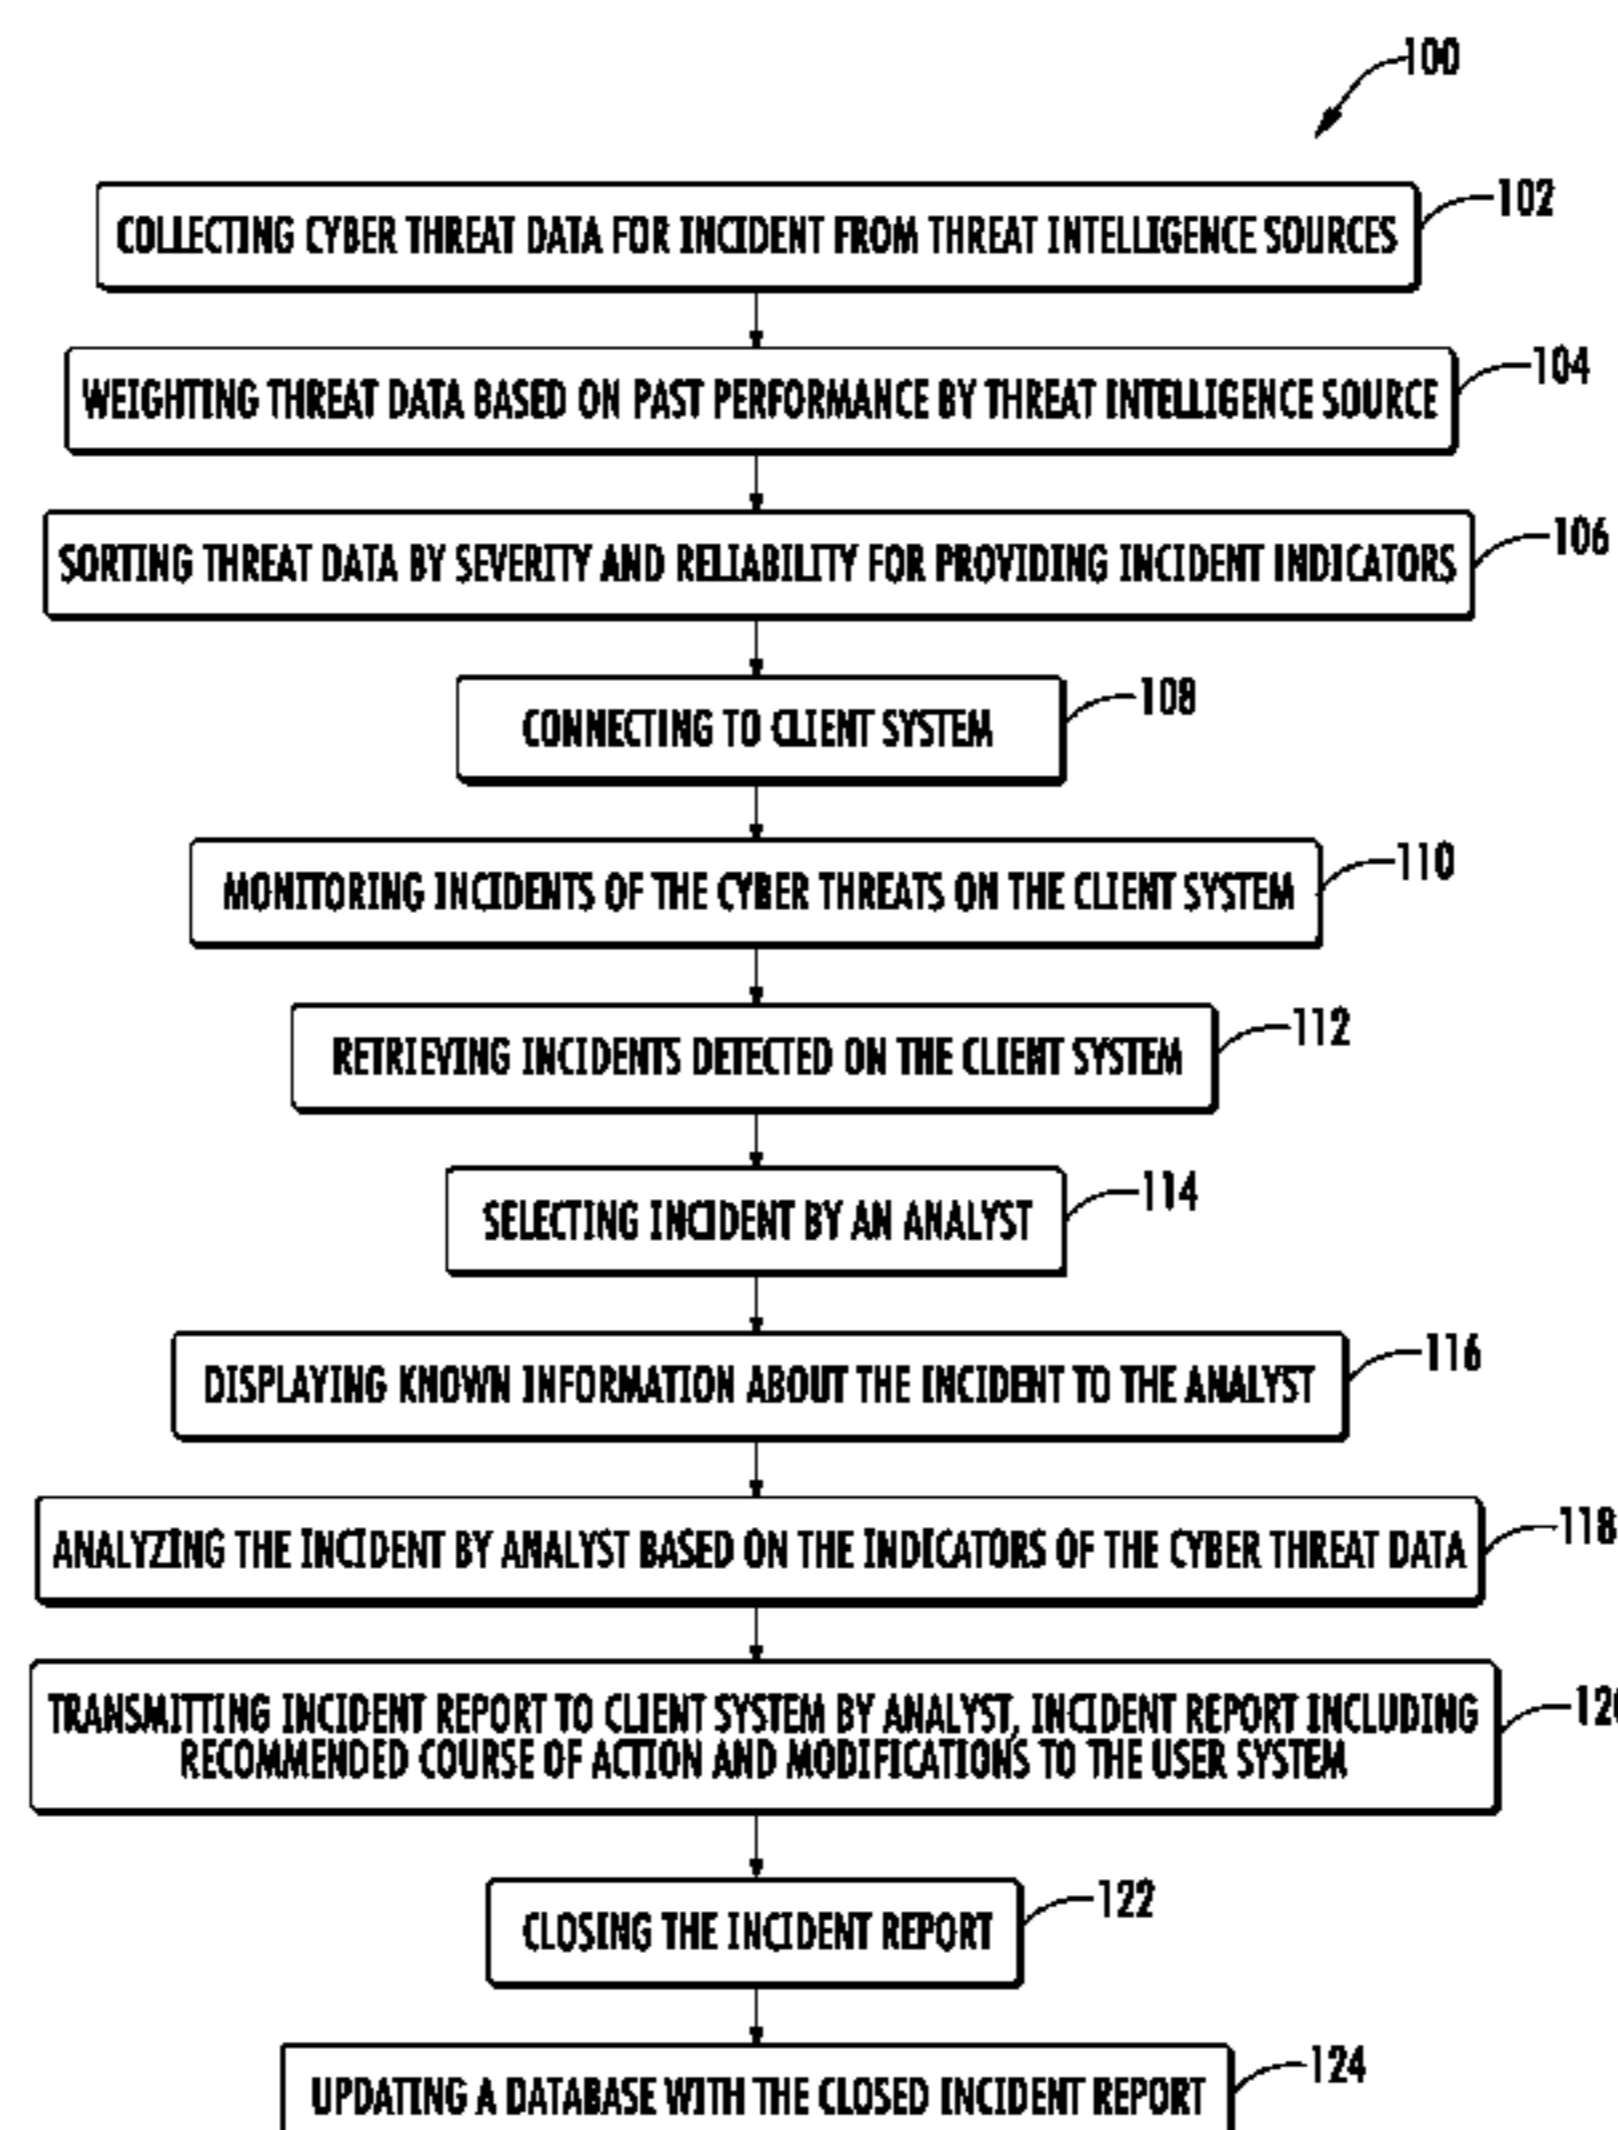 100
COLLECTING CYBER THREAT DATA FOR INCIDENT FROM THREAT INTELLIGENCE SOURCES
102
WEIGHTING THREAT DATA BASED ON PAST PERFORMANCE BY THREAT INTELLIGENCE SOURCE
104
SORTING THREAT DATA BY SEVERITY AND RELIABILITY FOR PROVIDING INCIDENT INDICATORS
106
CONNECTING TO CLIENT SYSTEM
108
MONITORING INCIDENTS OF THE CYBER THREATS ON THE CLIENT SYSTEM
110
RETRIEVING INCIDENTS DETECTED ON THE CLIENT SYSTEM
112
SELECTING INCIDENT BY AN ANALYST
114
DISPLAYING KNOWN INFORMATION ABOUT THE INCIDENT TO THE ANALYST
116
ANALYZING THE INCIDENT BY ANALYST BASED ON THE INDICATORS OF THE CYBER THREAT DATA
118
TRANSMITTING INCIDENT REPORT TO CLIENT SYSTEM BY ANALYST, INCIDENT REPORT INCLUDING
RECOMMENDED COURSE OF ACTION AND MODIFICATIONS TO THE USER SYSTEM
120
CLOSING THE INCIDENT REPORT
122
UPDATING A DATABASE WITH THE CLOSED INCIDENT REPORT
124